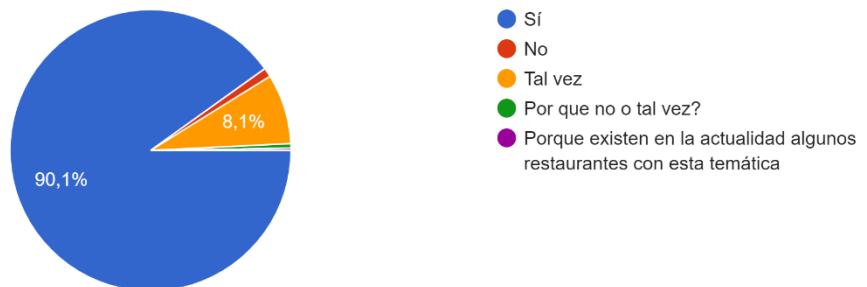 Sí
No
Tal vez
Por que no o tal vez?
Porque existen en la actualidad algunos
restaurantes con esta temática
8,1%
90,1%